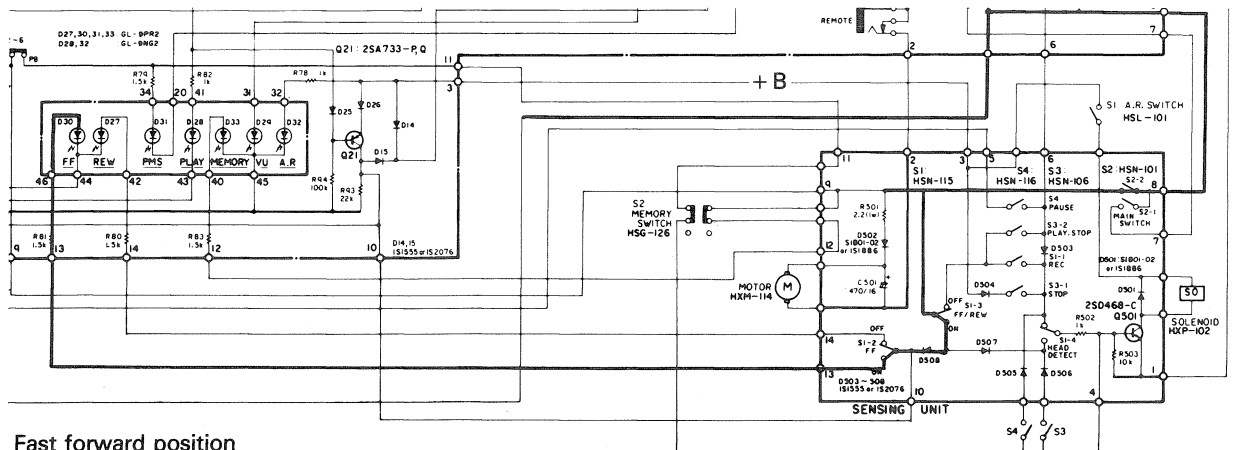 D27,30,31,33 GL-9PR2
D28,32 GL-9NG2
-6
P8
Q21:2SA733-P,Q
REMOTE
2
7
6
11
3
+B
R79
1.5k
R82
1k
R78 1k
34
20
41
31
32
D25
D26
D14
D15
Q21
R94
100k
R93
22k
D30
D27
D31
D28
D33
D29
D32
FF
REW
PMS
PLAY
MEMORY
VU
A.R
46
44
42
43
40
45
R81
1.5k
R80
1.5k
R83
1.5k
9
13
14
12
10
D14,15
1S1555 or 1S2076
S1 A.R. SWITCH
HSL-101
11
2
3
5
6
S1:
HSN-115
S4:
HSN-116
S3:
HSN-106
S2:HSN-101
S2-2
8
S2-1
MAIN
SWITCH
7
S2
MEMORY
SWITCH
HSG-126
9
12
R501
2.2(1w)
D502
S1B01-02
or 1S1886
C501
470/16
MOTOR
HXM-114
M
S4
PAUSE
S3-2
PLAY.STOP
D503
S1-1
REC
D504
S3-1
STOP
D501:S1B01-02
or 1S1886
D501
SO
SOLENOID
HXP-102
2SD468-C
Q501
R502
1k
R503
10k
S1-4
HEAD
DETECT
OFF
S1-3
FF/REW
ON
OFF
S1-2
FF
ON
D508
D507
D505
D506
14
13
D503~508
1S1555 or 1S2076
10
4
1
SENSING UNIT
S4
S3
Fast forward position